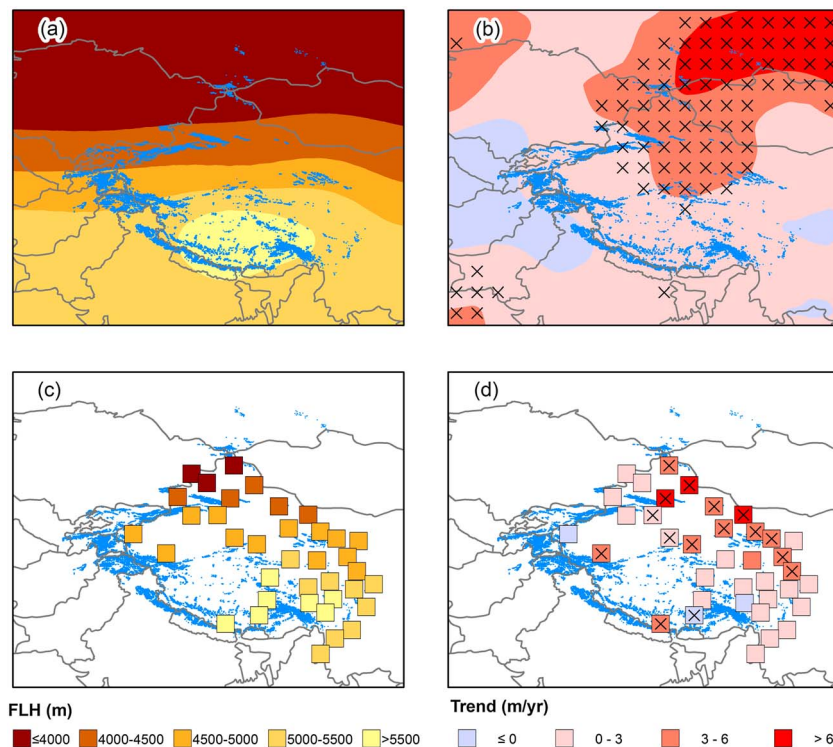 (a)
(b)
(c)
(d)
FLH (m)
≤4000 4000-4500 4500-5000 5000-5500 >5500
Trend (m/yr)
≤ 0 0 - 3 3 - 6 > 6